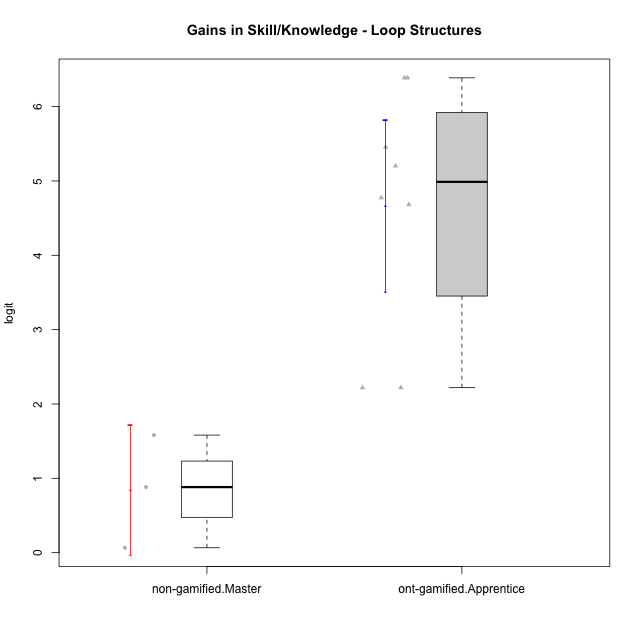 Gains in Skill/Knowledge - Loop Structures
logit
6
5
4
3
2
1
0
non-gamified.Master
ont-gamified.Apprentice